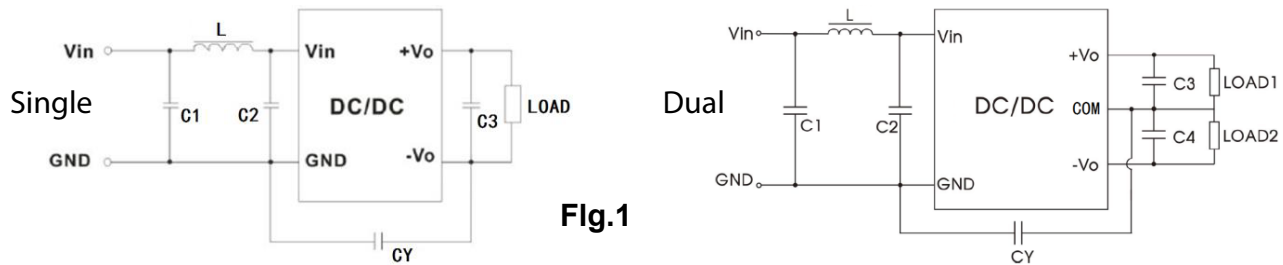 Single
L
Vin
Vin
+Vo
C1
C2
DC/DC
C3
LOAD
GND
GND
-Vo
CY
FIg.1
Dual
L
Vin
Vin
+Vo
C3
LOAD1
C1
C2
DC/DC
COM
C4
LOAD2
-Vo
GND
GND
CY